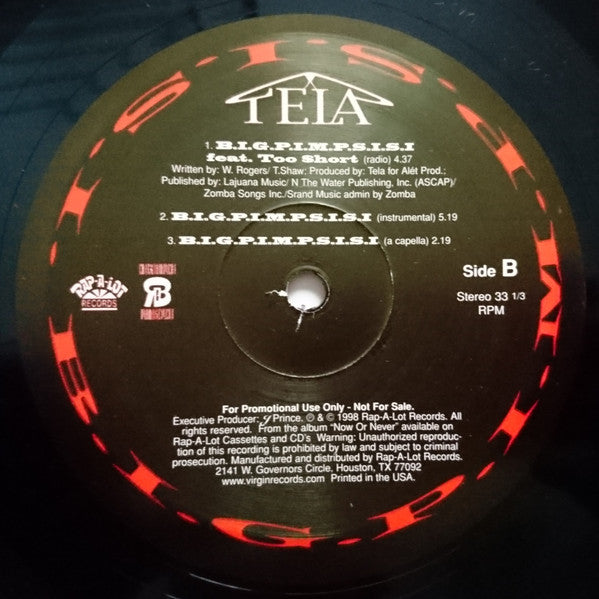 TELA
1. B.I.G.P.I.M.P.S.I.S.I
feat. Too Short (radio) 4.37
Written by: W. Rogers/ T.Shaw: Produced by: Tela for Alét Prod.;
Published by: Lajuana Music/ N The Water Publishing, Inc. (ASCAP)/
Zomba Songs Inc./Srand Music admin by Zomba
2. B.I.G.P.I.M.P.S.I.S.I (instrumental) 5.19
3. B.I.G.P.I.M.P.S.I.S.I (a capella) 2.19
RAP-A-LOT
RECORDS
Side B
Stereo 33 1/3
RPM
For Promotional Use Only - Not For Sale.
Executive Producer: J Prince. ℗ & © 1998 Rap-A-Lot Records. All
rights reserved. From the album "Now Or Never" available on
Rap-A-Lot Cassettes and CD's Warning: Unauthorized reproduc-
tion of this recording is prohibited by law and subject to criminal
prosecution. Manufactured and distributed by Rap-A-Lot Records.
2141 W. Governors Circle, Houston, TX 77092
www.virginrecords.com Printed in the USA.
B.I.G.P.I.M.P.S.I.S.I